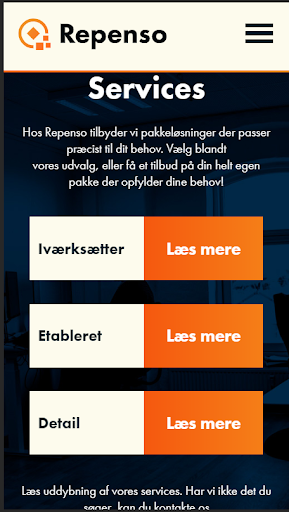 Repenso
Services
Hos Repenso tilbyder vi pakkeløsninger der passer
præcist til dit behov. Vælg blandt
vores udvalg, eller få et tilbud på din helt egen
pakke der opfylder dine behov!
Iværksætter Læs mere
Etableret Læs mere
Detail Læs mere
Læs uddybning af vores services. Har vi ikke det du
søger, kan du kontakte os